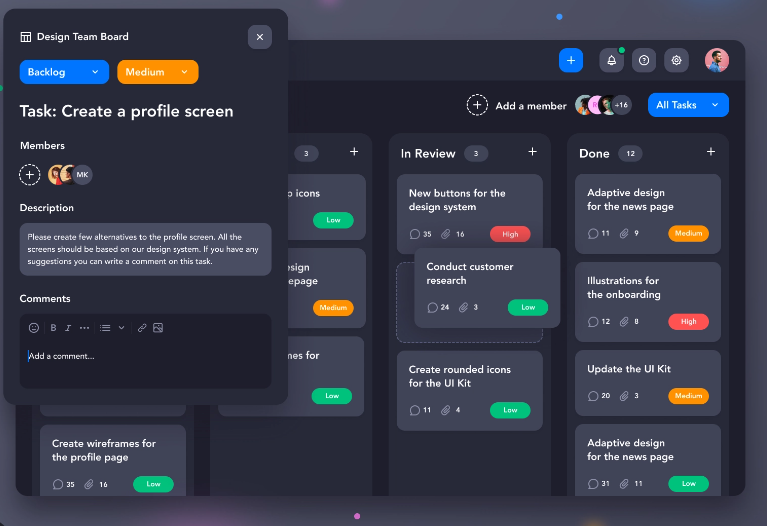 Design Team Board
Backlog
Medium
Task: Create a profile screen
Members
MK
Description
Please create few alternatives to the profile screen. All the
screens should be based on our design system. If you have any
suggestions you can write a comment on this task.
Comments
B I
Add a comment...
Add a member
+16
All Tasks
Create wireframes for
the profile page
35 16 Low
3
icons
Low
Medium
for
Low
In Review 3
New buttons for the
design system
35 16 High
Conduct customer
research
24 3 Low
Create rounded icons
for the UI Kit
11 4 Low
Done 12
Adaptive design
for the news page
11 9 Medium
Illustrations for
the onboarding
12 8 High
Update the UI Kit
20 3 Medium
Adaptive design
for the news page
31 11 Low